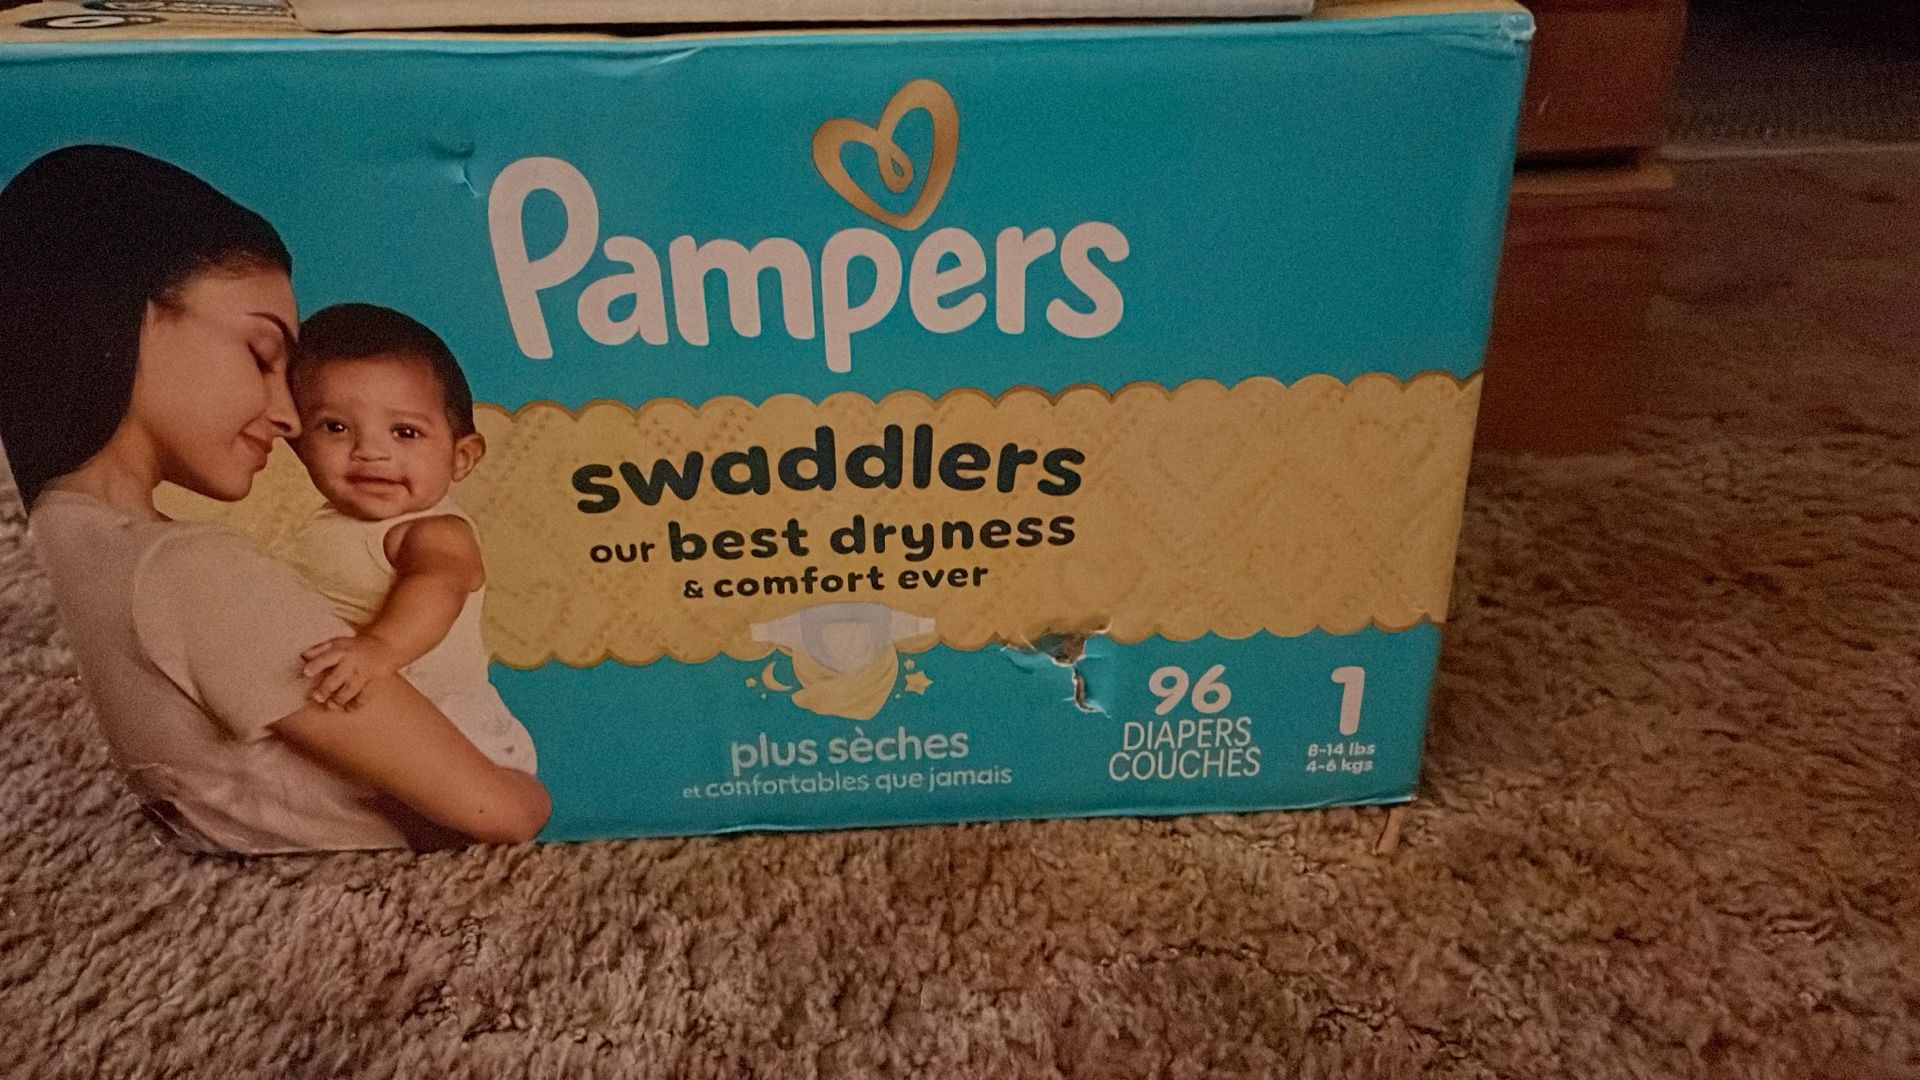 Pampers
swaddlers
our best dryness
& comfort ever
plus sèches
et confortables que jamais
96
DIAPERS
COUCHES
1
8-14 lbs
4-6 kgs